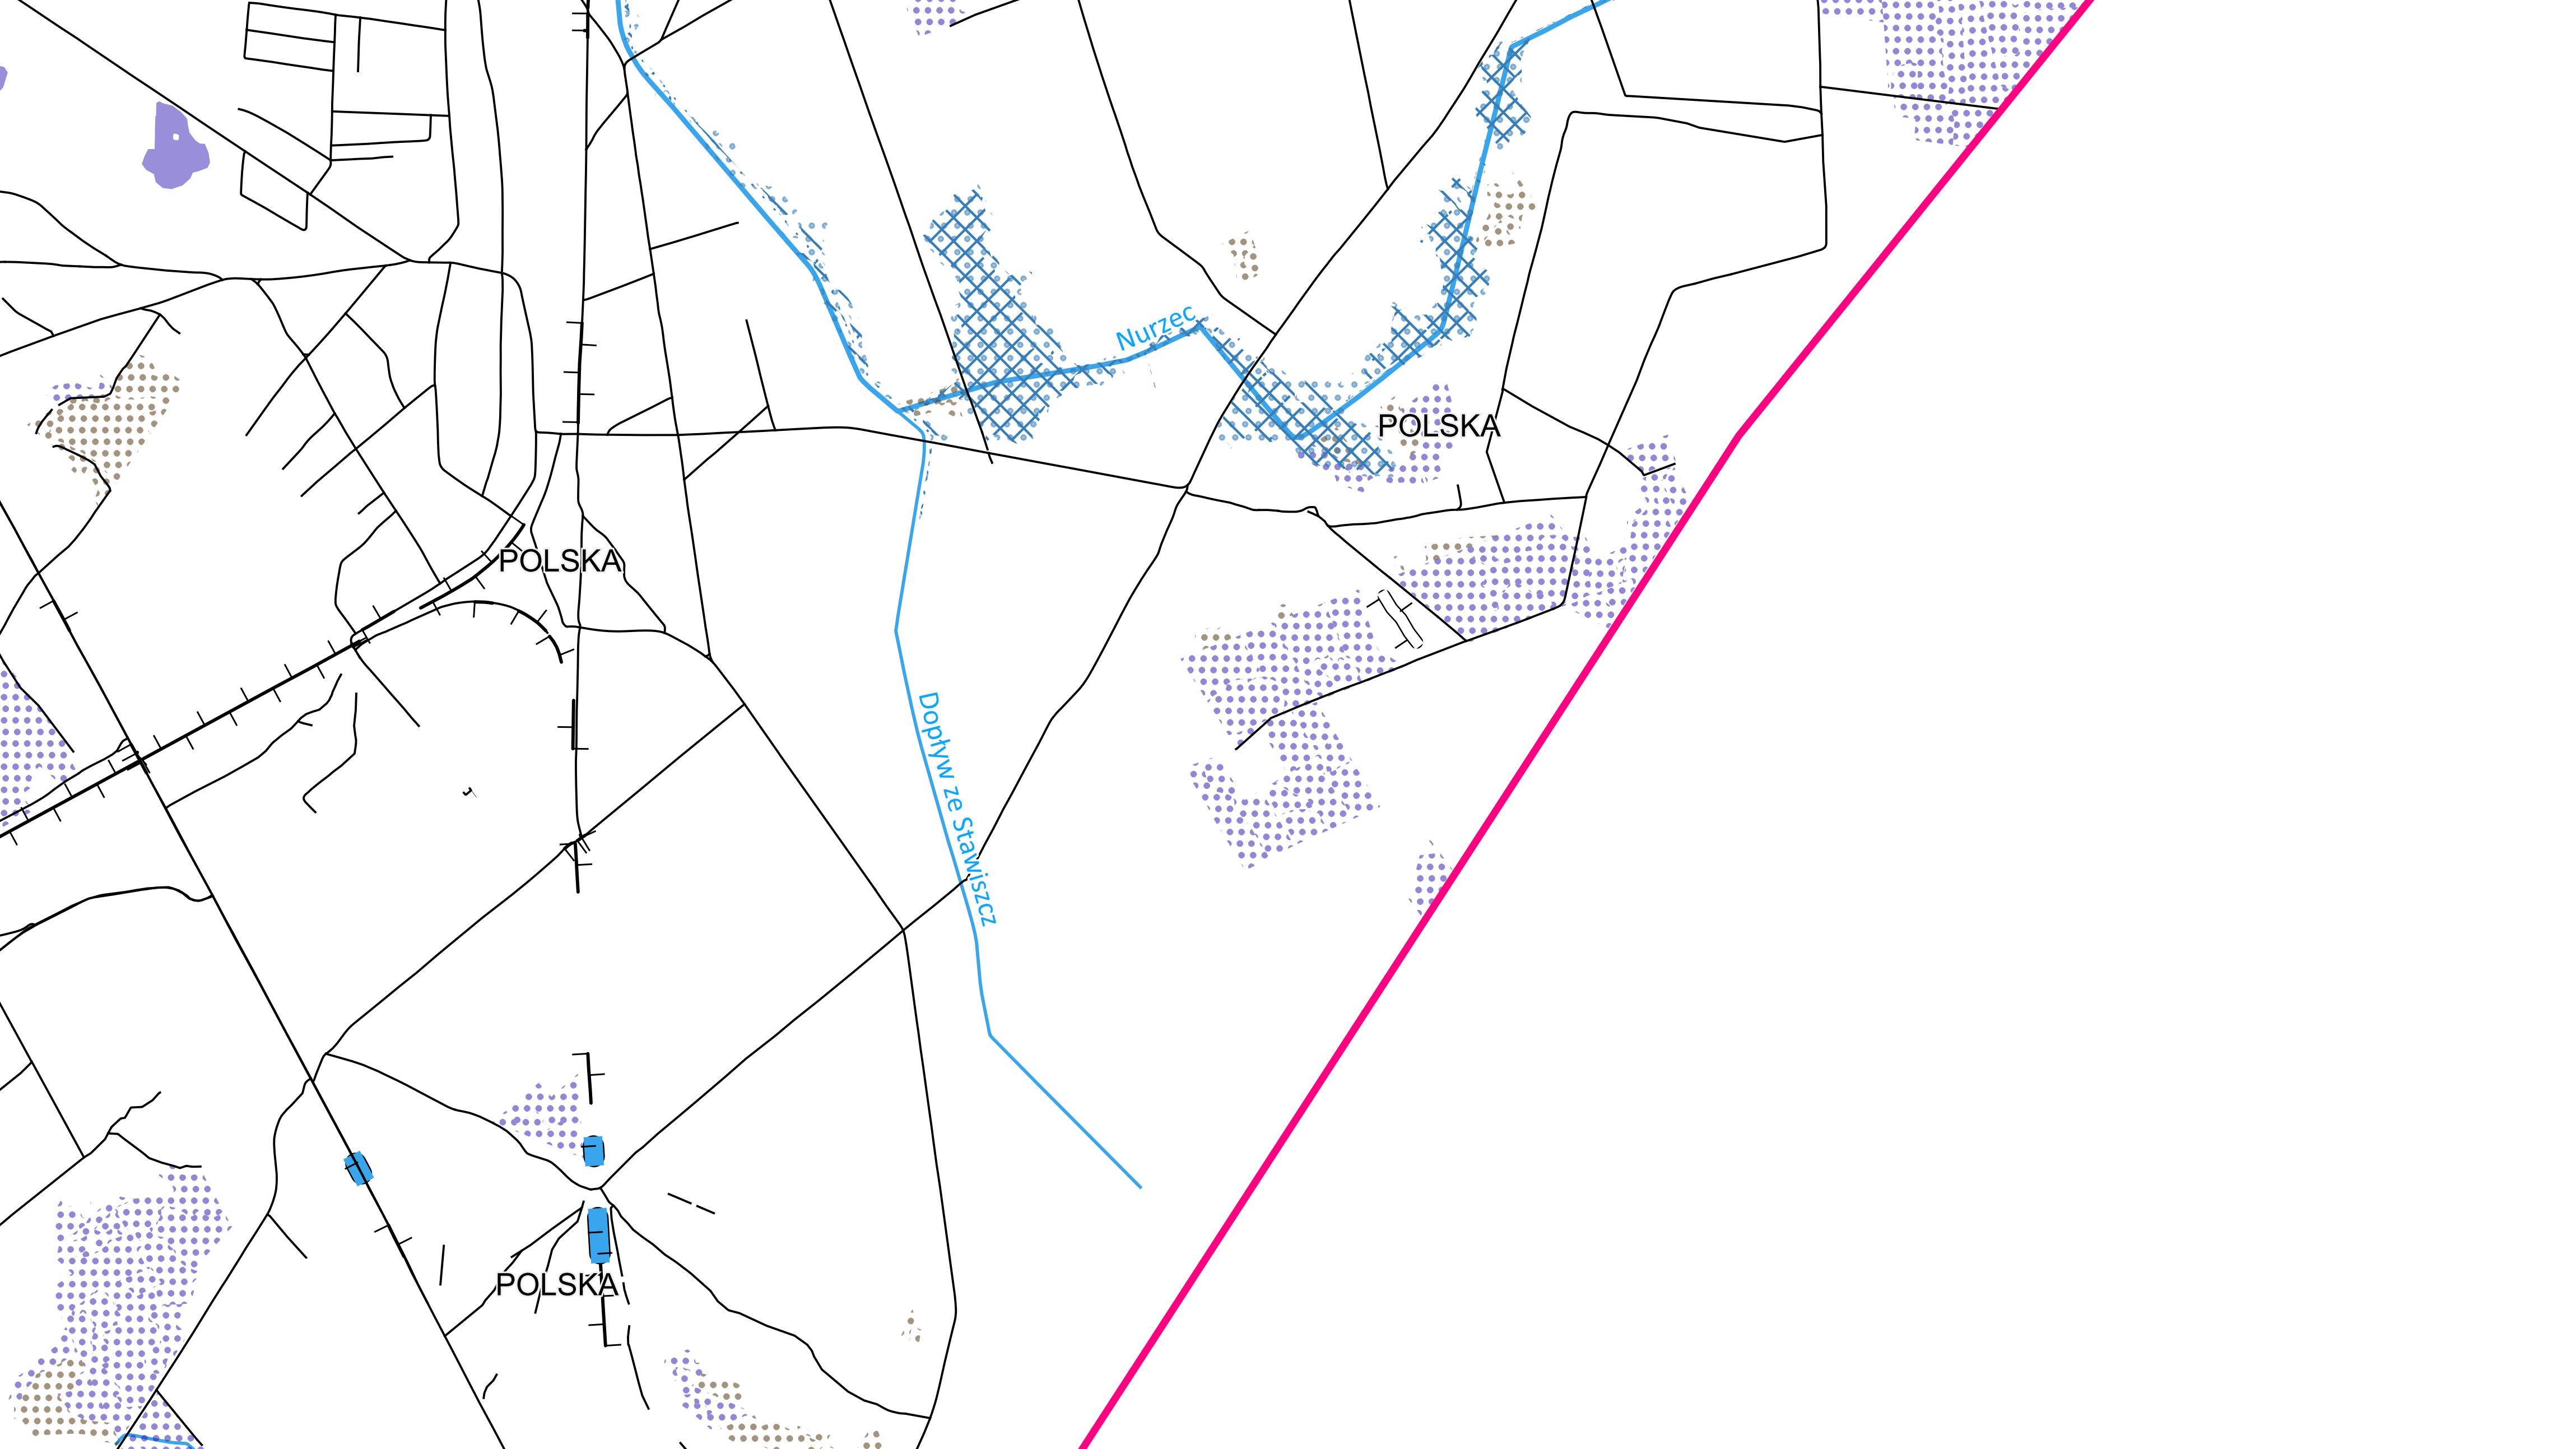 Nurzec
POLSKA
POLSKA
Dopływ ze Stawiszcz
POLSKA